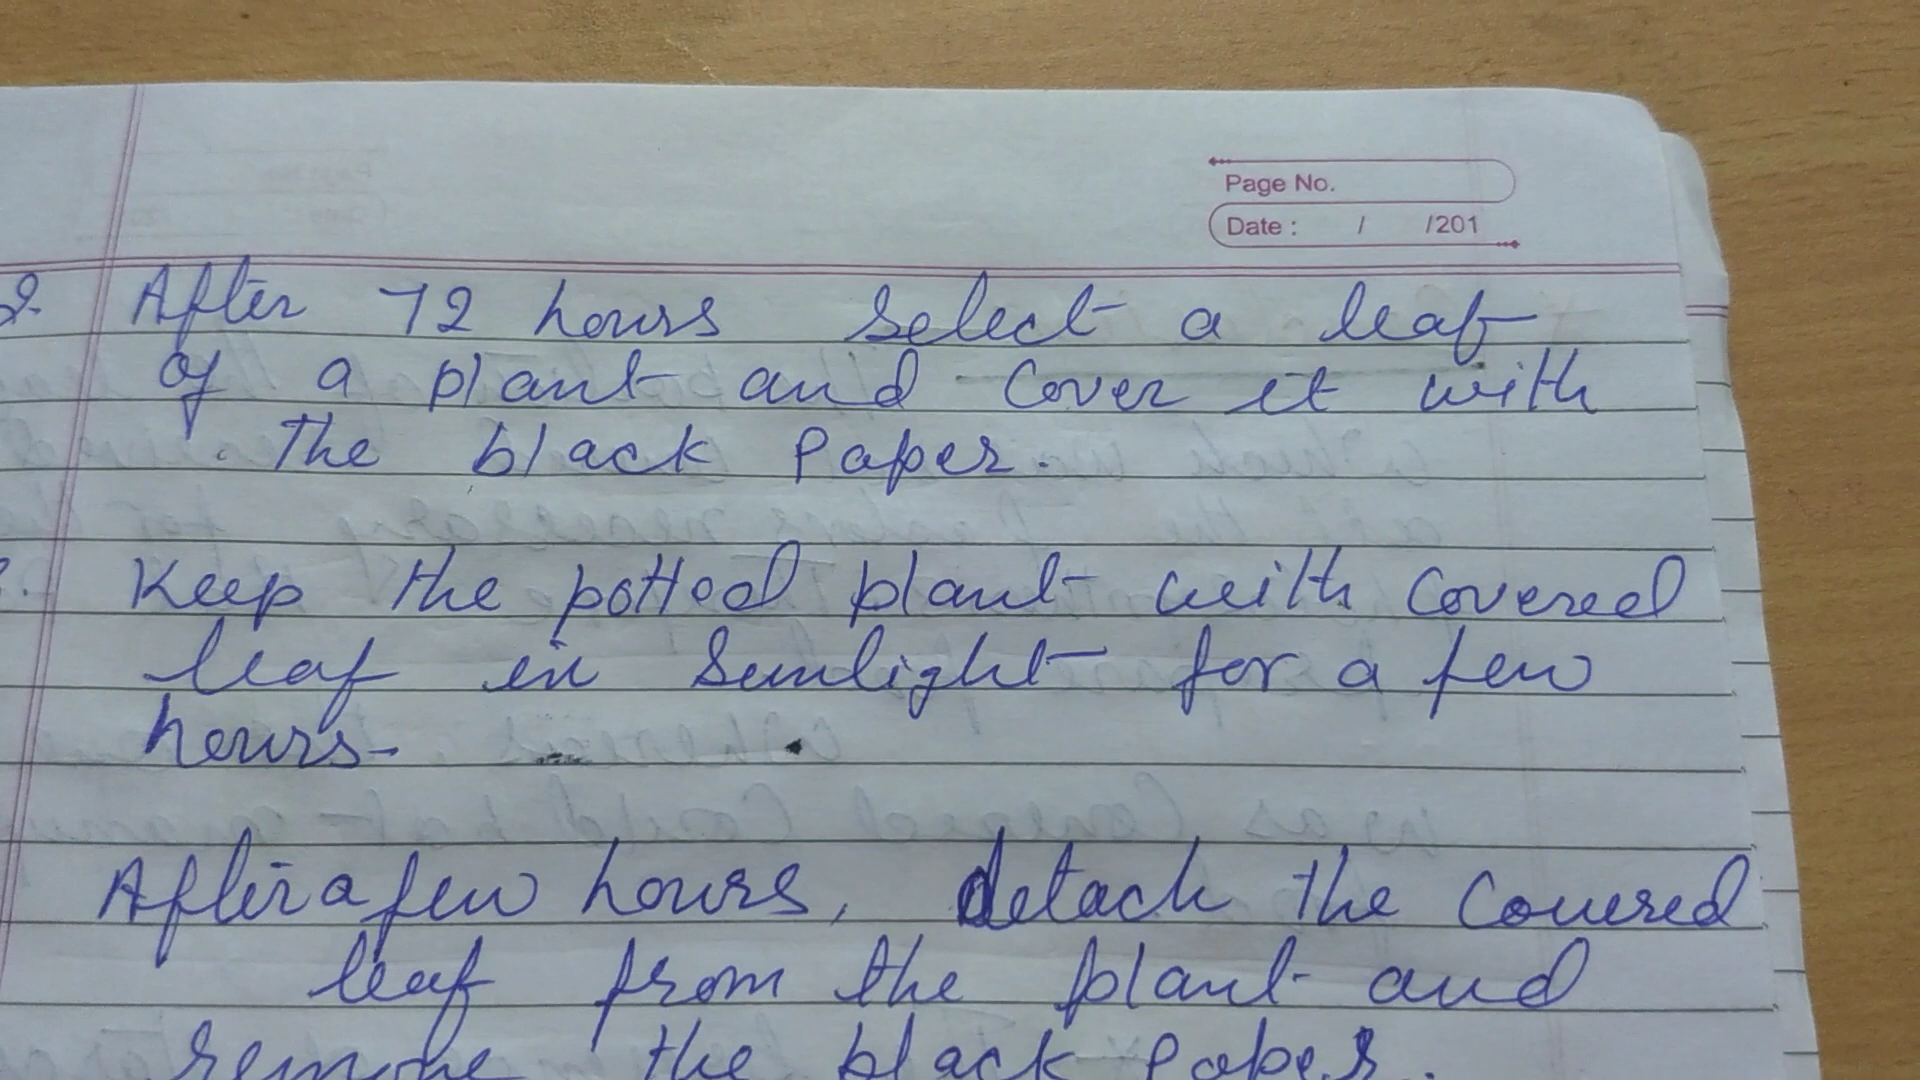 Page No.
Date : / /201
2. After 72 hours select a leaf
of a plant and cover it with
the black paper.
Keep the potted plant with covered
leaf in Sunlight for a few
hours.
After a few hours, detach the covered
leaf from the plant and
remove the black paper.